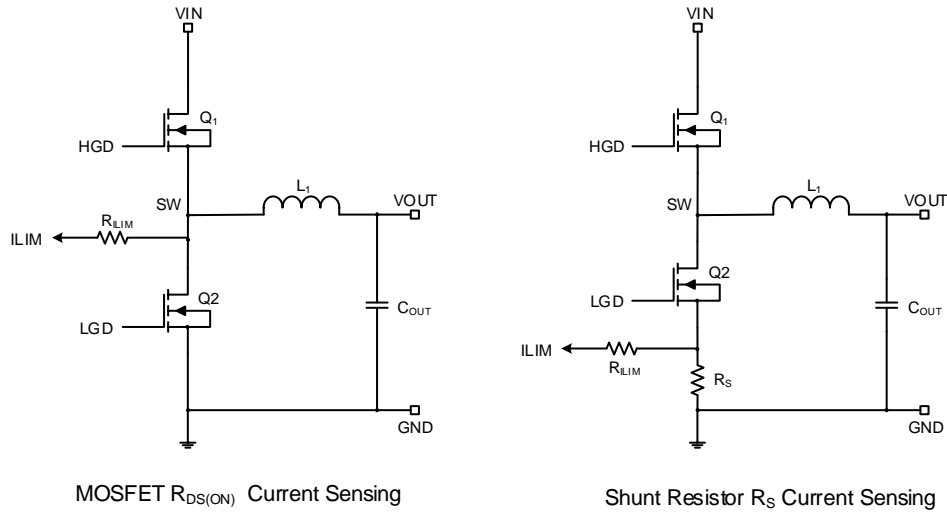 VIN
Q1
HGD
L1
VOUT
SW
RILIM
ILIM
Q2
LGD
COUT
GND
MOSFET RDS(ON) Current Sensing
VIN
Q1
HGD
L1
VOUT
SW
Q2
LGD
COUT
ILIM
RILIM
RS
GND
Shunt Resistor RS Current Sensing